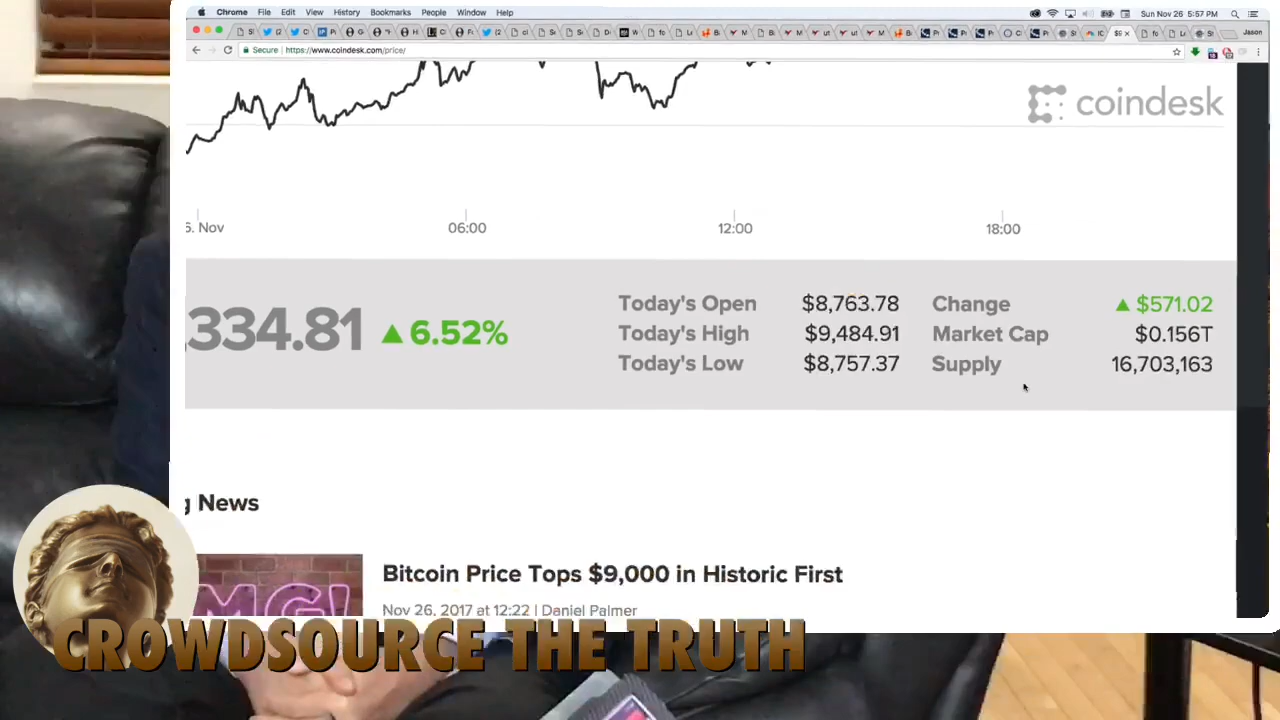 Chrome File Edit View History Bookmarks People Window Help Sun Nov 26 5:57 PM
Jason
Secure https://www.coindesk.com/price/
coindesk
6. Nov 06:00 12:00 18:00
,334.81 6.52%
Today's Open $8,763.78 Change $571.02
Today's High $9,484.91 Market Cap $0.156T
Today's Low $8,757.37 Supply 16,703,163
g News
Bitcoin Price Tops $9,000 in Historic First
Nov 26, 2017 at 12:22 | Daniel Palmer
CROWDSOURCE THE TRUTH